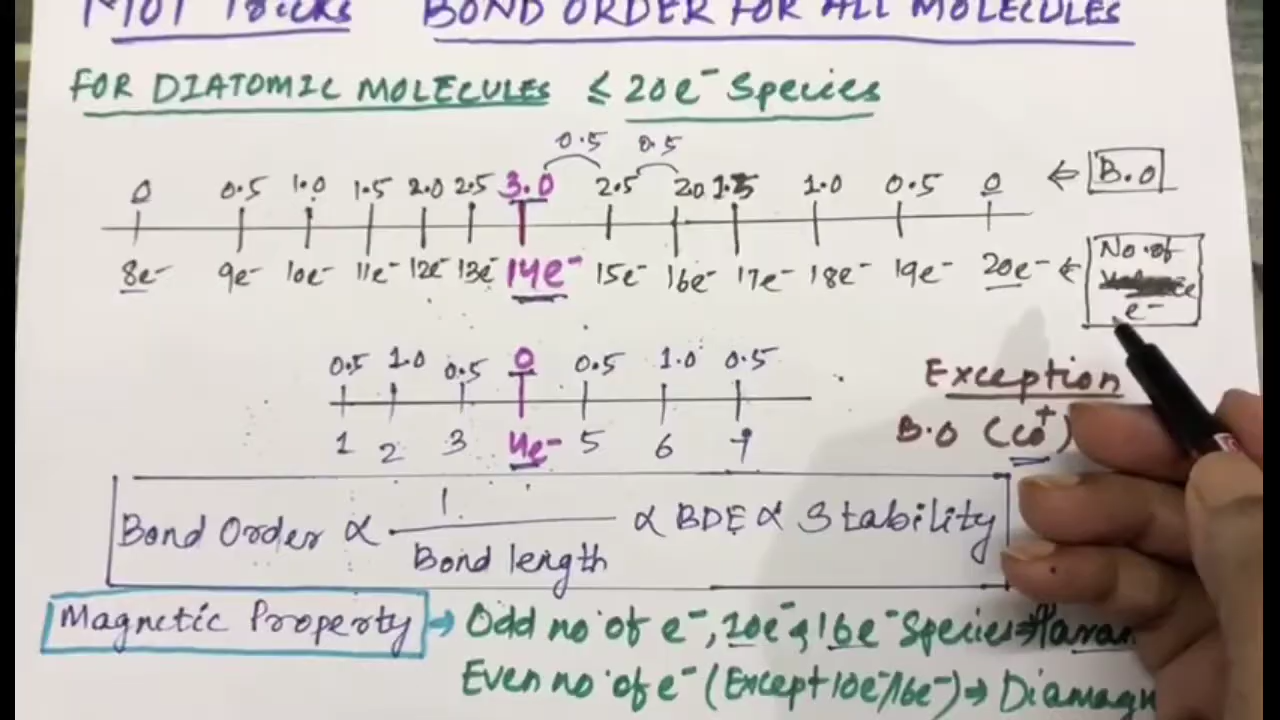 MOT Tricks BOND ORDER FOR ALL MOLECULES
FOR DIATOMIC MOLECULES ≤ 20e⁻ Species
0.5 0.5
0 0.5 1.0 1.5 2.0 2.5 3.0 2.5 2.0 1.5 1.0 0.5 0 ← B.O
8e⁻ 9e⁻ 10e⁻ 11e⁻ 12e⁻ 13e⁻ 14e⁻ 15e⁻ 16e⁻ 17e⁻ 18e⁻ 19e⁻ 20e⁻ ← No of e⁻
0.5 1.0 0.5 0 0.5 1.0 0.5
1 2 3 4e⁻ 5 6 7
Exception
B.O (CO⁺)
Bond Order ∝ 1 / Bond length ∝ BDE ∝ Stability
Magnetic Property → Odd no of e⁻, 10e⁻, 16e⁻ Species ⇒
Even no of e⁻ (Except 10e⁻/16e⁻) ⇒ Diamagn